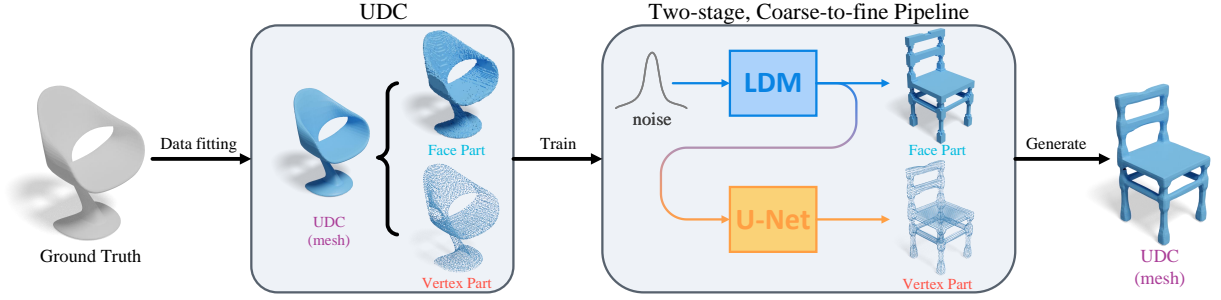 UDC
Two-stage, Coarse-to-fine Pipeline
Ground Truth
Data fitting
UDC
(mesh)
Face Part
Vertex Part
Train
noise
LDM
U-Net
Face Part
Vertex Part
Generate
UDC
(mesh)